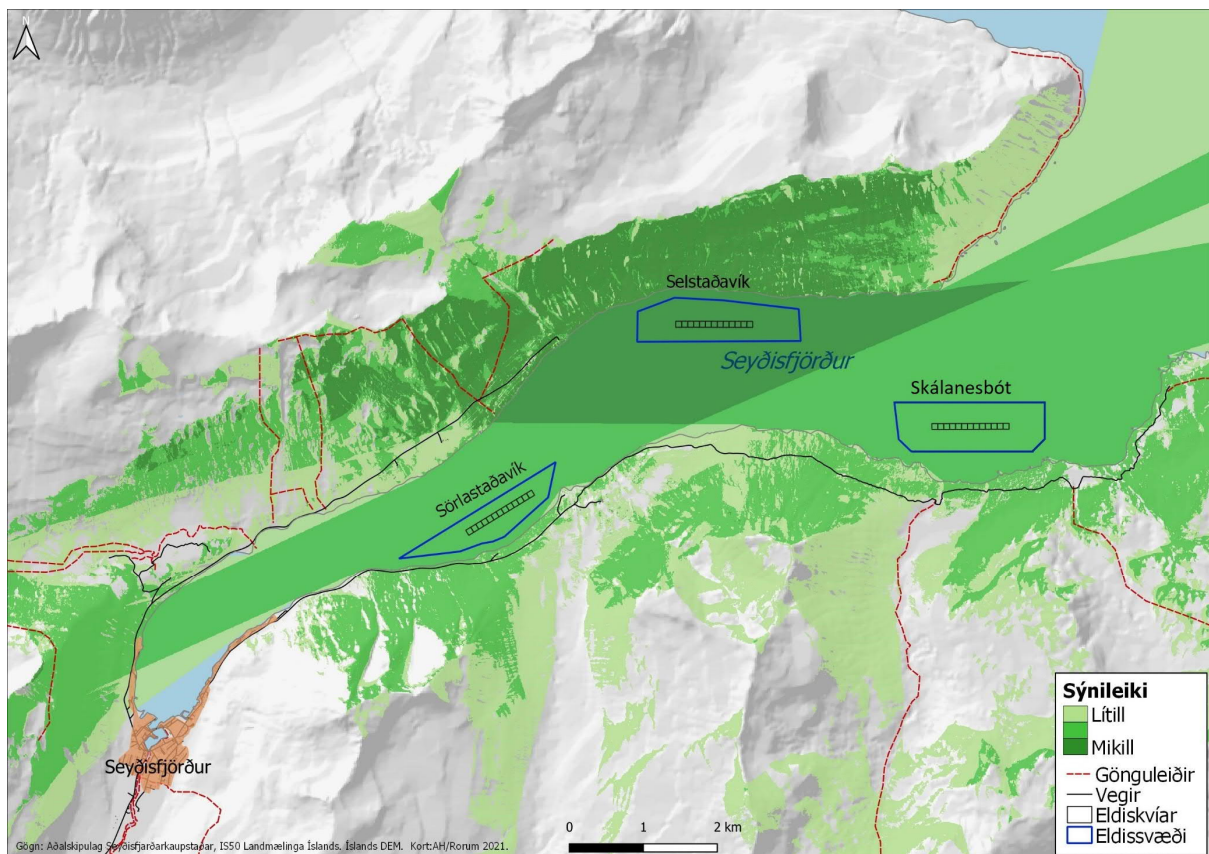 N
Selstaðavík
Seyðisfjörður
Skálanesbót
Sörlastaðavík
Seyðisfjörður
Sýnileiki
Lítill
Mikill
Gönguleiðir
Vegir
Eldiskvíar
Eldissvæði
0 1 2 km
Gögn: Aðalskipulag Seyðisfjarðarkaupstaðar, IS50 Landmælinga Íslands. Íslands DEM. Kort:AH/Rorum 2021.